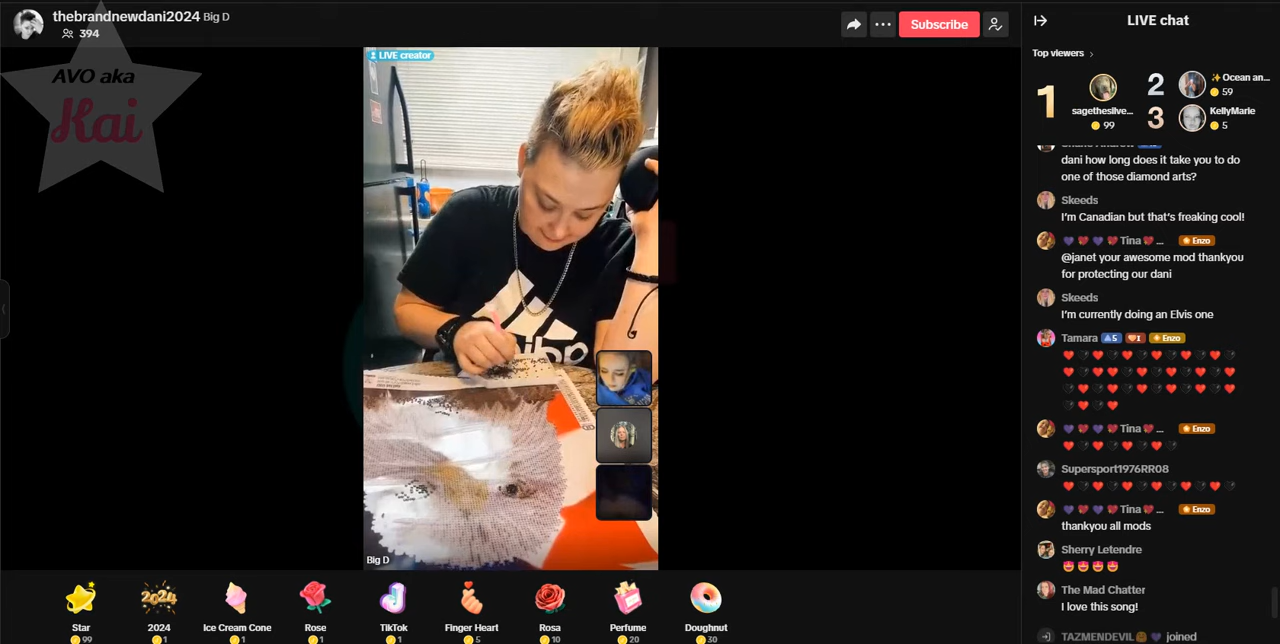 thebrandnewdani2024 Big D
394
Subscribe
AVO aka
Kai
LIVE creator
Big D
Star
99
2024
2024
1
Ice Cream Cone
1
Rose
1
TikTok
1
Finger Heart
5
Rosa
10
Perfume
20
Doughnut
30
LIVE chat
Top viewers
1
sagetheslive...
99
2
✨Ocean an...
59
3
KellyMarie
5
dani how long does it take you to do
one of those diamond arts?
Skeeds
I'm Canadian but that's freaking cool!
💜💖💜💖Tina💖... Enzo
@janet your awesome mod thankyou
for protecting our dani
Skeeds
I'm currently doing an Elvis one
Tamara 5 1 Enzo
💜💖💜💖Tina💖... Enzo
Supersport1976RR08
💜💖💜💖Tina💖... Enzo
thankyou all mods
Sherry Letendre
😍😍😍😍
The Mad Chatter
I love this song!
TAZMENDEVIL joined